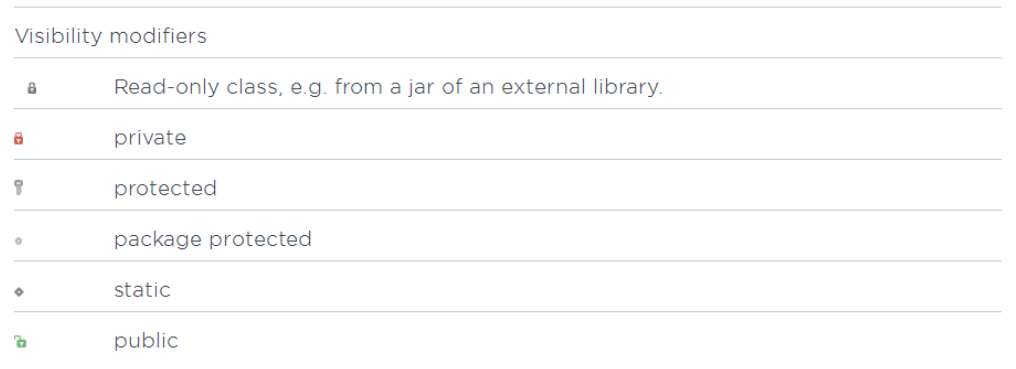 Visibility modifiers
Read-only class, e.g. from a jar of an external library.
private
protected
package protected
static
public